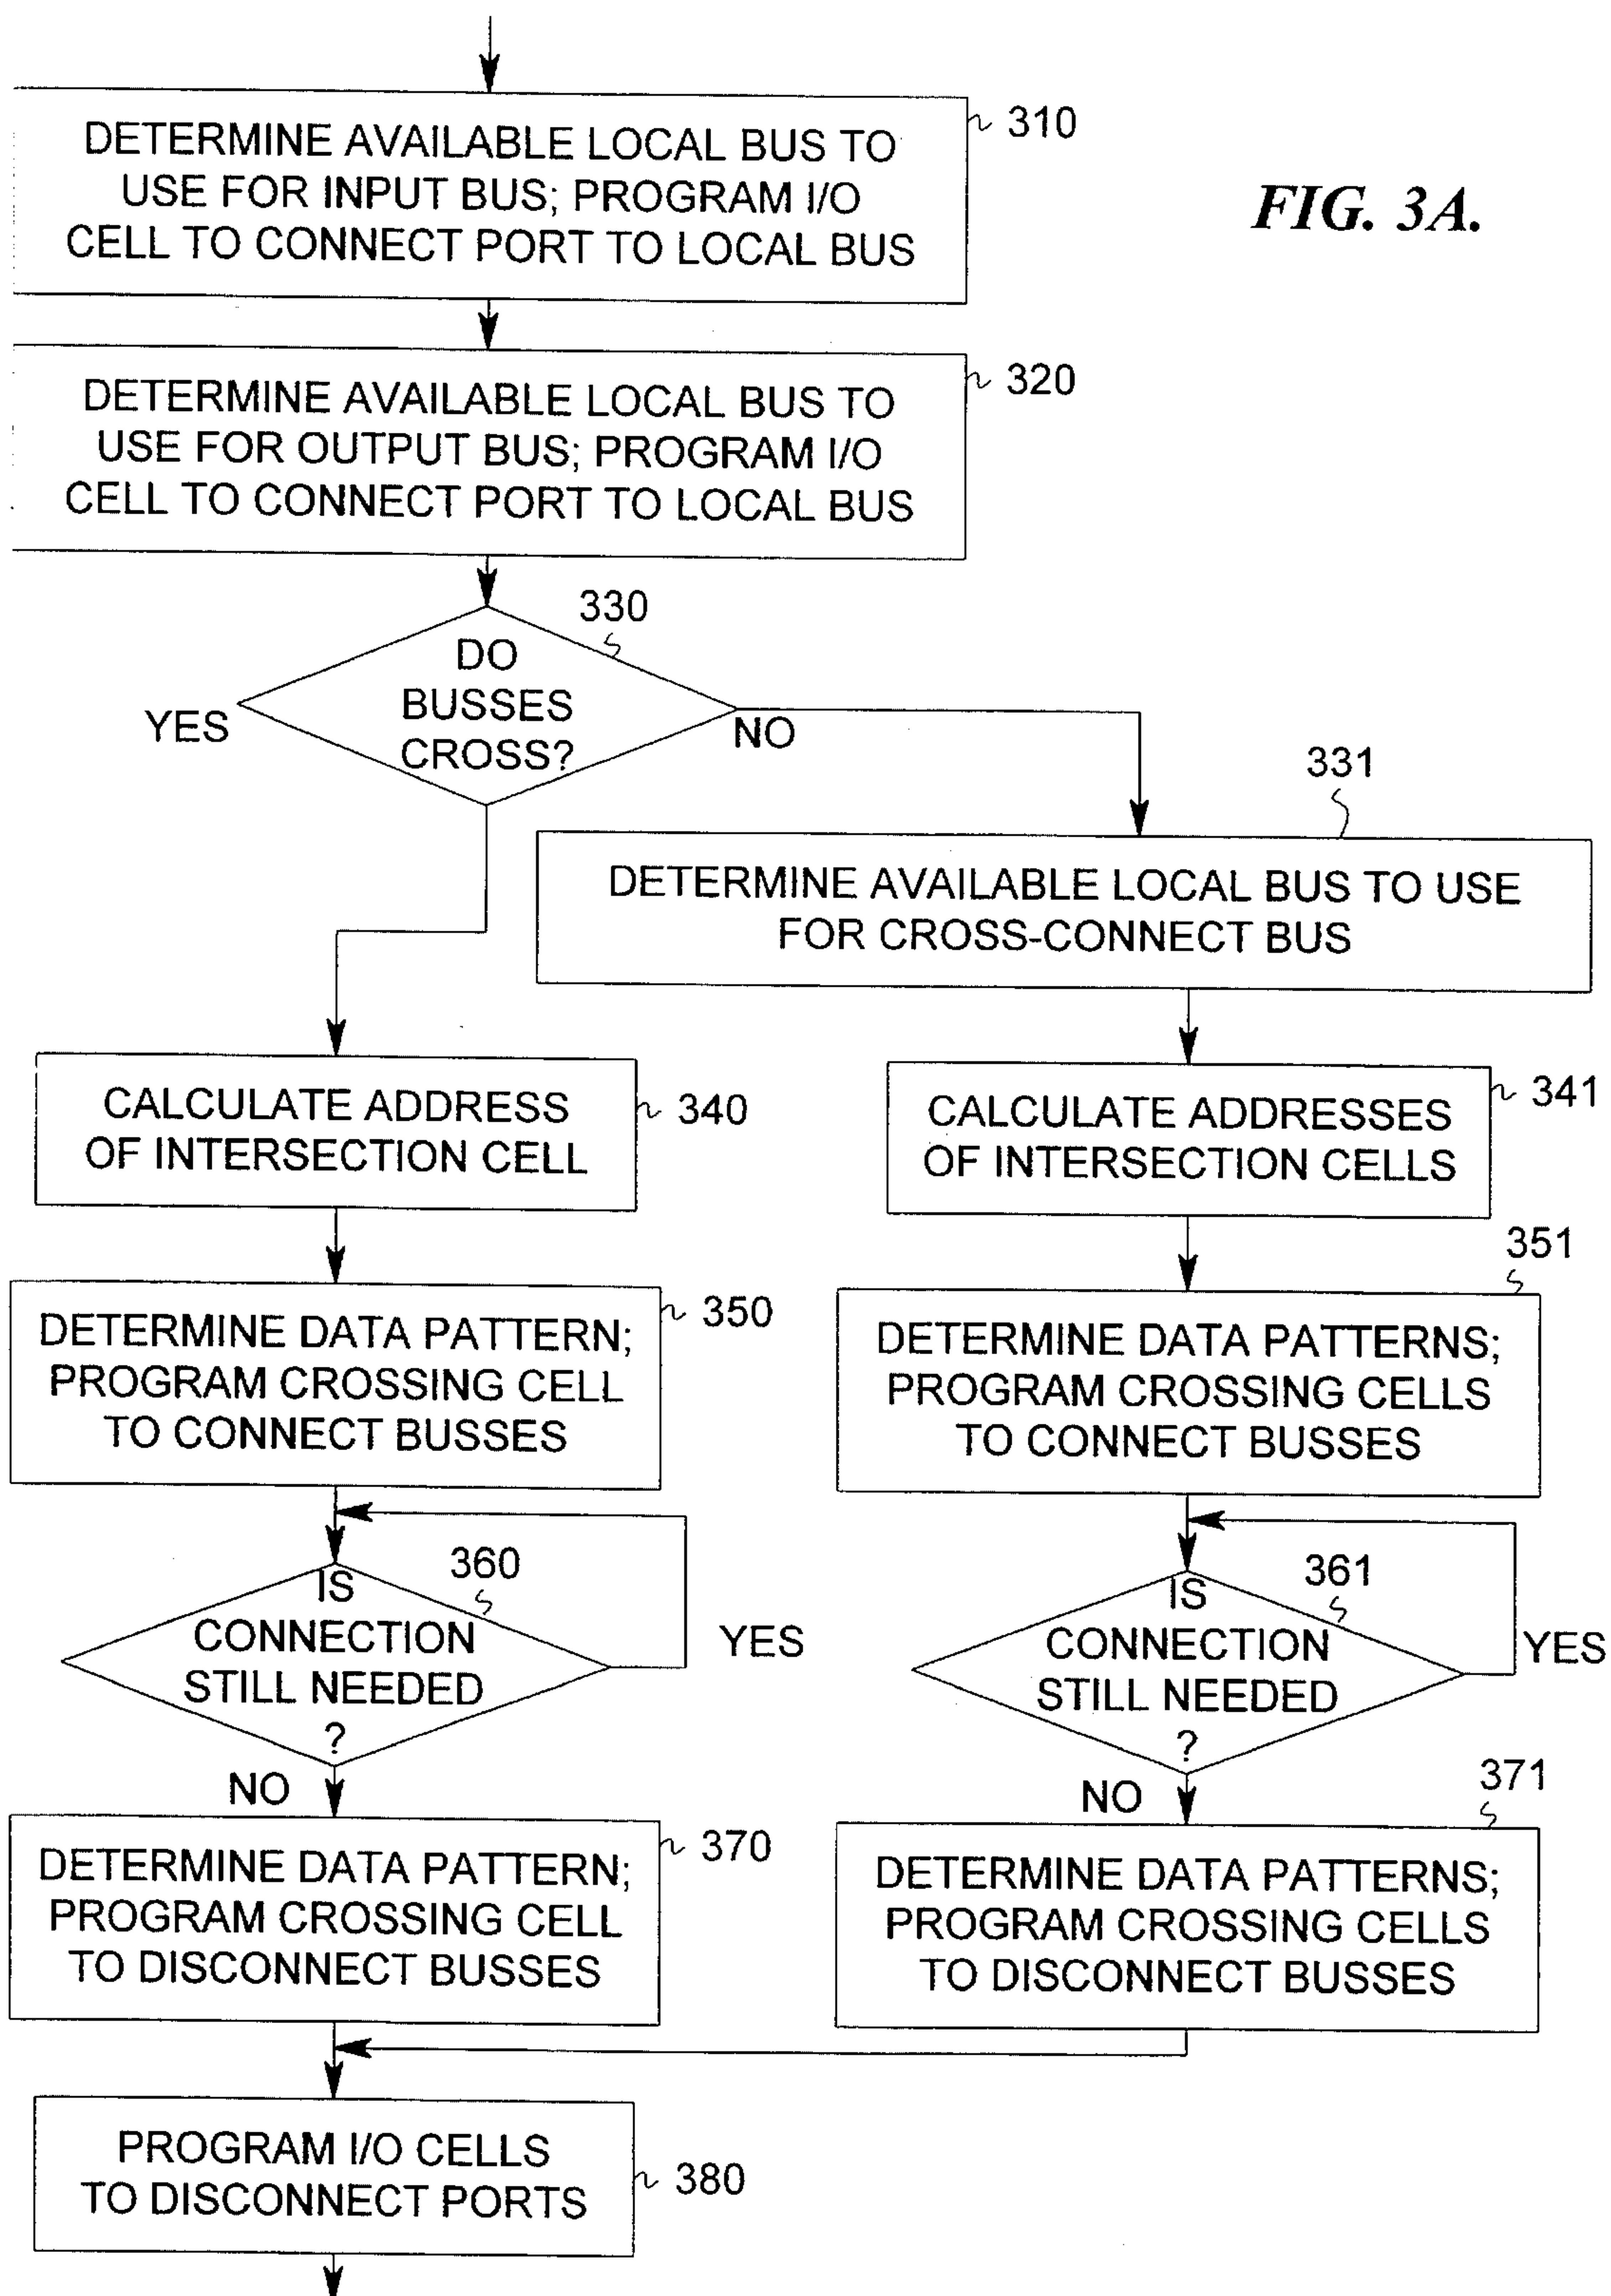 DETERMINE AVAILABLE LOCAL BUS TO
USE FOR INPUT BUS; PROGRAM I/O
CELL TO CONNECT PORT TO LOCAL BUS
310
FIG. 3A.
DETERMINE AVAILABLE LOCAL BUS TO
USE FOR OUTPUT BUS; PROGRAM I/O
CELL TO CONNECT PORT TO LOCAL BUS
320
330
DO
BUSSES
CROSS?
YES
NO
331
DETERMINE AVAILABLE LOCAL BUS TO USE
FOR CROSS-CONNECT BUS
CALCULATE ADDRESS
OF INTERSECTION CELL
340
CALCULATE ADDRESSES
OF INTERSECTION CELLS
341
DETERMINE DATA PATTERN;
PROGRAM CROSSING CELL
TO CONNECT BUSSES
350
351
DETERMINE DATA PATTERNS;
PROGRAM CROSSING CELLS
TO CONNECT BUSSES
360
IS
CONNECTION
STILL NEEDED
?
YES
NO
361
IS
CONNECTION
STILL NEEDED
?
YES
NO
DETERMINE DATA PATTERN;
PROGRAM CROSSING CELL
TO DISCONNECT BUSSES
370
371
DETERMINE DATA PATTERNS;
PROGRAM CROSSING CELLS
TO DISCONNECT BUSSES
PROGRAM I/O CELLS
TO DISCONNECT PORTS
380